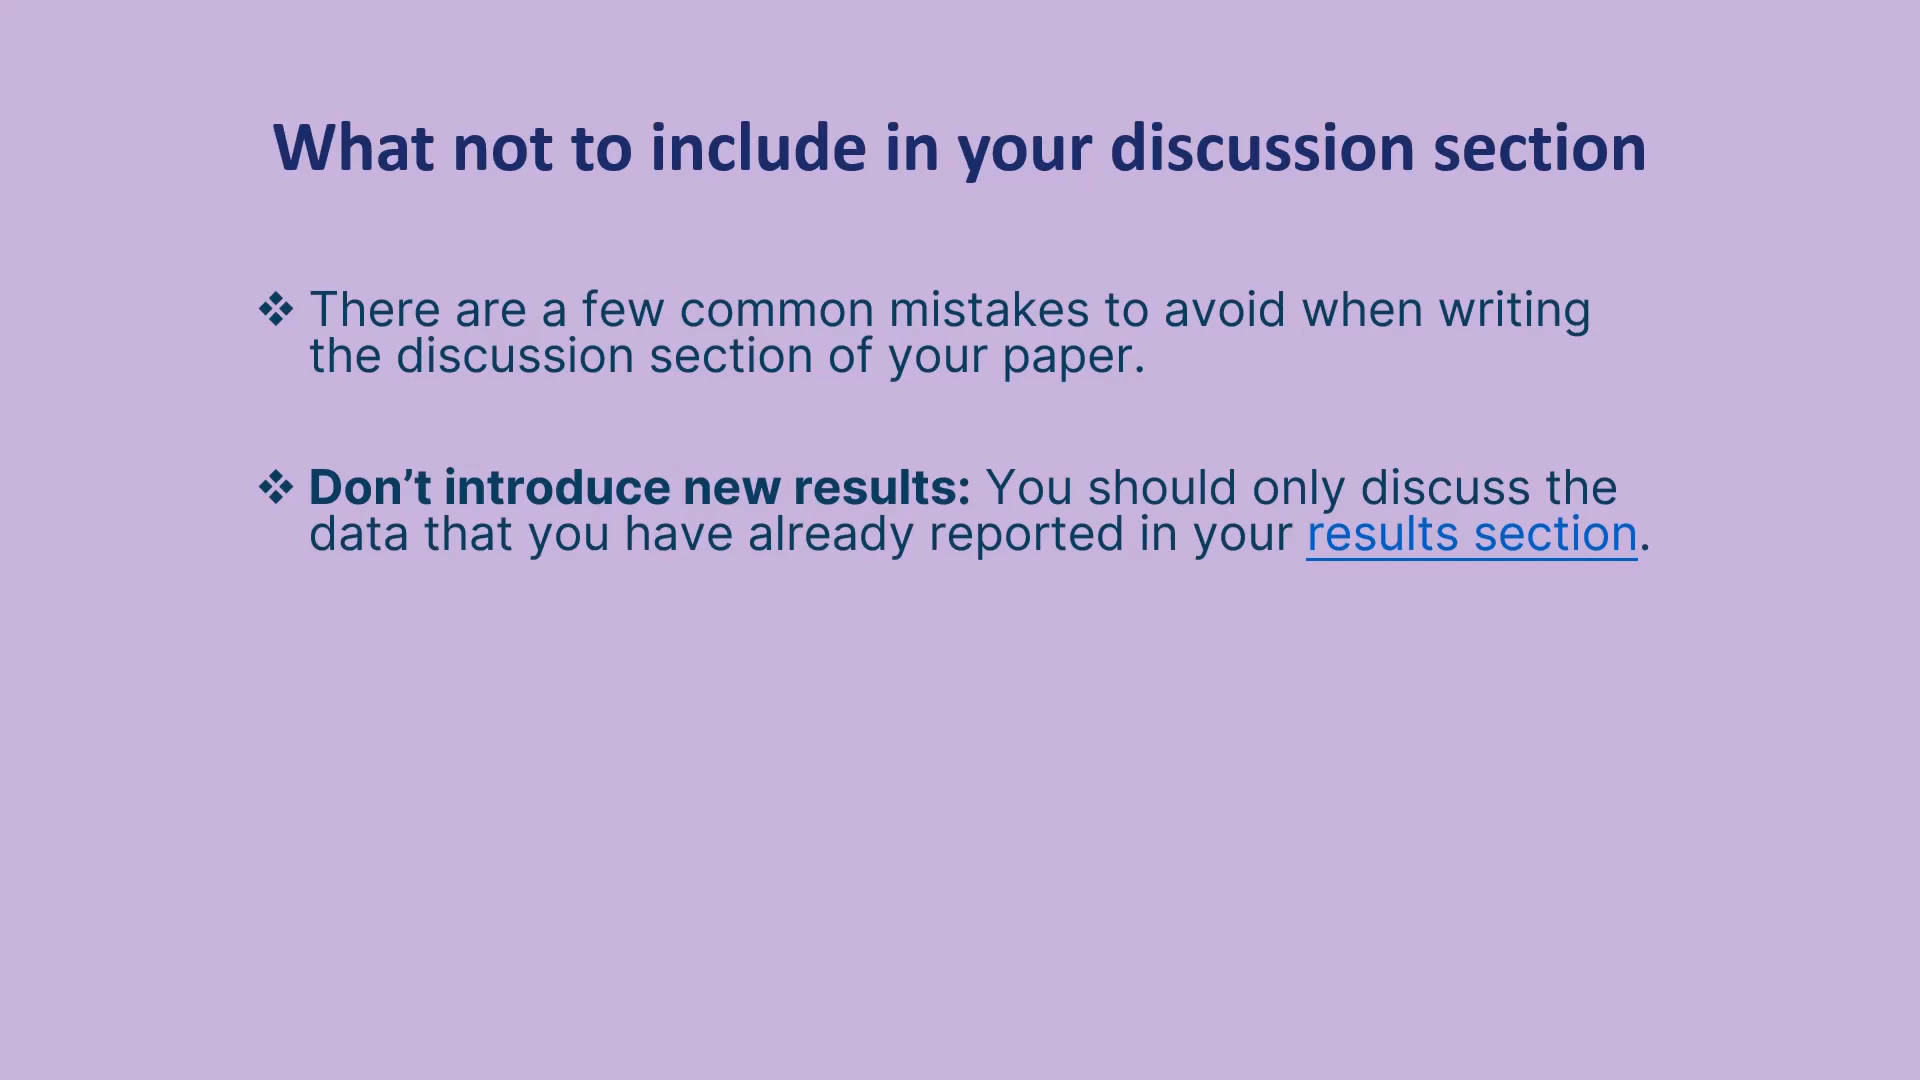 What not to include in your discussion section
❖ There are a few common mistakes to avoid when writing
the discussion section of your paper.
❖ Don’t introduce new results: You should only discuss the
data that you have already reported in your results section.